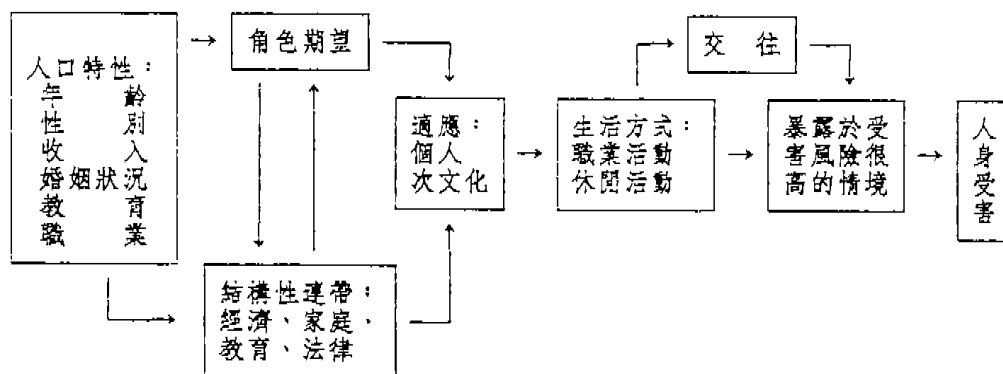 人口特性：
年齡
性別
收入
婚姻狀況
教育
職業
角色期望
結構性連帶：
經濟、家庭、
教育、法律
適應：
個人
次文化
生活方式：
職業活動
休閒活動
交往
暴露於受
害風險很
高的情境
人身受害